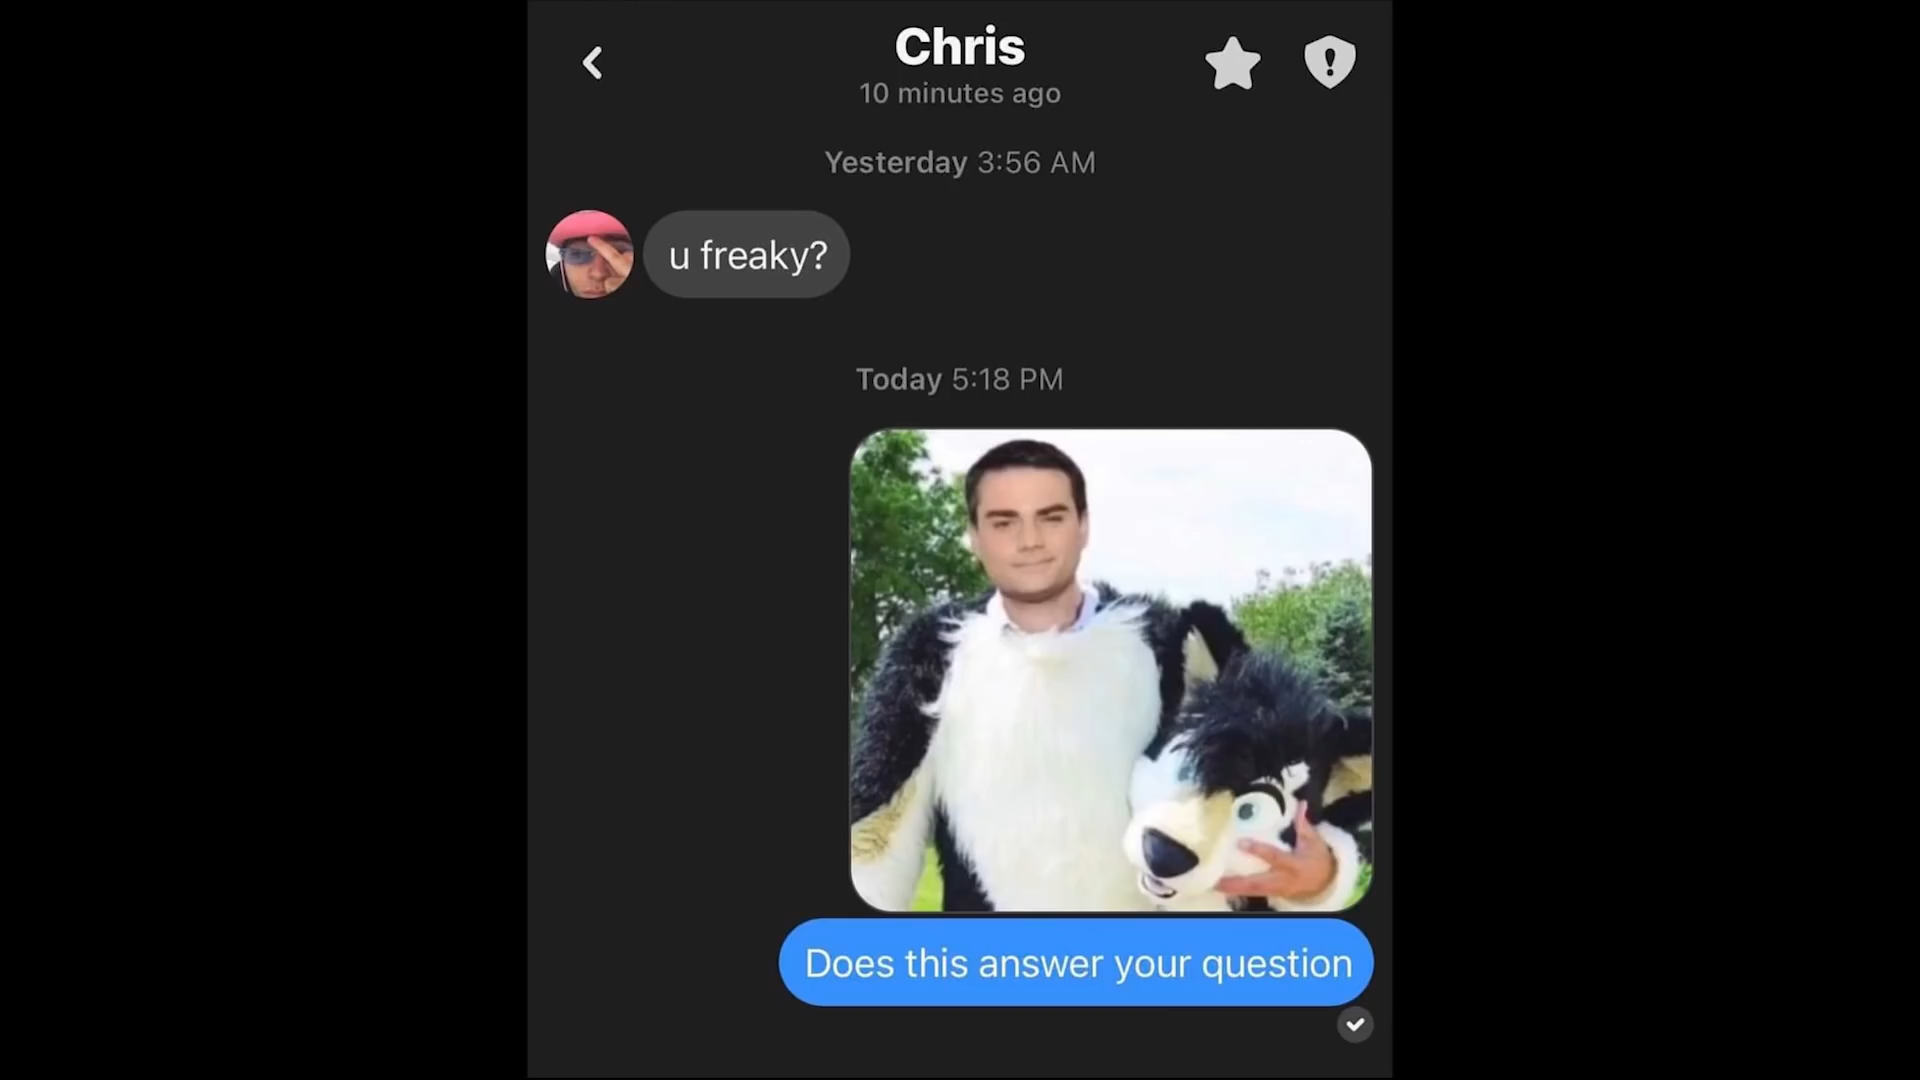 Chris
10 minutes ago
Yesterday 3:56 AM
u freaky?
Today 5:18 PM
Does this answer your question